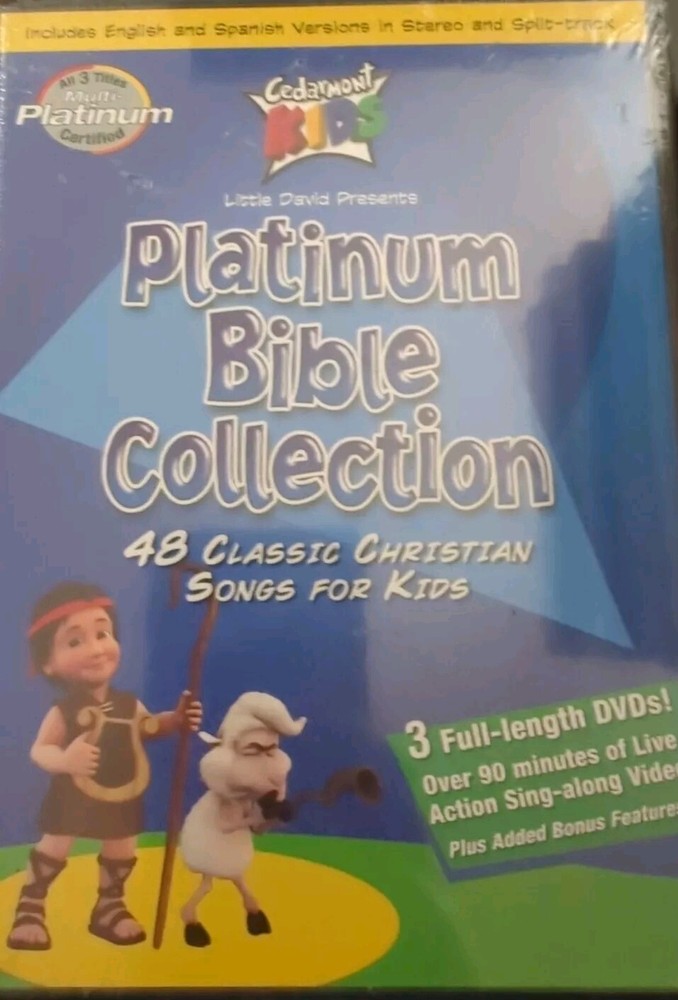 Includes English and Spanish Versions in Stereo and Split-track
All 3 Titles
Multi-
Platinum
Certified
Cedarmont
KIDS
Little David Presents
Platinum
Bible
Collection
48 Classic Christian
Songs for Kids
3 Full-length DVDs!
Over 90 minutes of Live
Action Sing-along Vide
Plus Added Bonus Feature